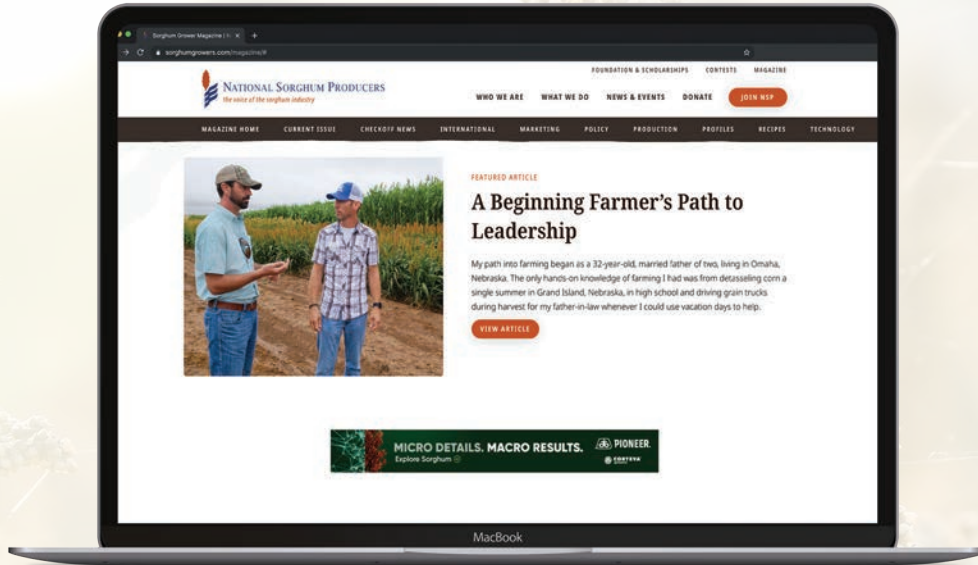 Sorghum Grower Magazine |
sorghumgrowers.com/magazine/#
FOUNDATION & SCHOLARSHIPS CONTESTS MAGAZINE
NATIONAL SORGHUM PRODUCERS
the voice of the sorghum industry
WHO WE ARE WHAT WE DO NEWS & EVENTS DONATE JOIN NSP
MAGAZINE HOME CURRENT ISSUE CHECKOFF NEWS INTERNATIONAL MARKETING POLICY PRODUCTION PROFILES RECIPES TECHNOLOGY
FEATURED ARTICLE
A Beginning Farmer's Path to
Leadership
My path into farming began as a 32-year-old, married father of two, living in Omaha,
Nebraska. The only hands-on knowledge of farming I had was from detasseling corn a
single summer in Grand Island, Nebraska, in high school and driving grain trucks
during harvest for my father-in-law whenever I could use vacation days to help.
VIEW ARTICLE
MICRO DETAILS. MACRO RESULTS.
Explore Sorghum
PIONEER.
CORTEVA
MacBook